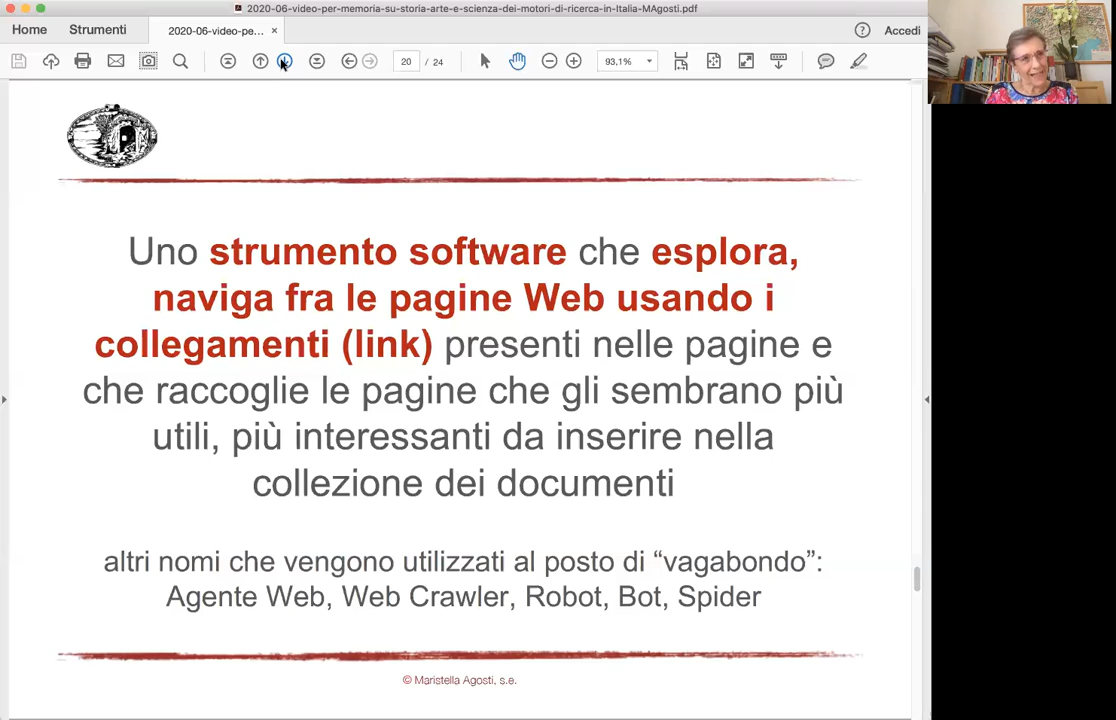 2020-06-video-per-memoria-su-storia-arte-e-scienza-dei-motori-di-ricerca-in-Italia-MAgosti.pdf
Home Strumenti 2020-06-video-pe... × Accedi
20 / 24 93,1%
Uno strumento software che esplora,
naviga fra le pagine Web usando i
collegamenti (link) presenti nelle pagine e
che raccoglie le pagine che gli sembrano più
utili, più interessanti da inserire nella
collezione dei documenti
altri nomi che vengono utilizzati al posto di “vagabondo”:
Agente Web, Web Crawler, Robot, Bot, Spider
© Maristella Agosti, s.e.